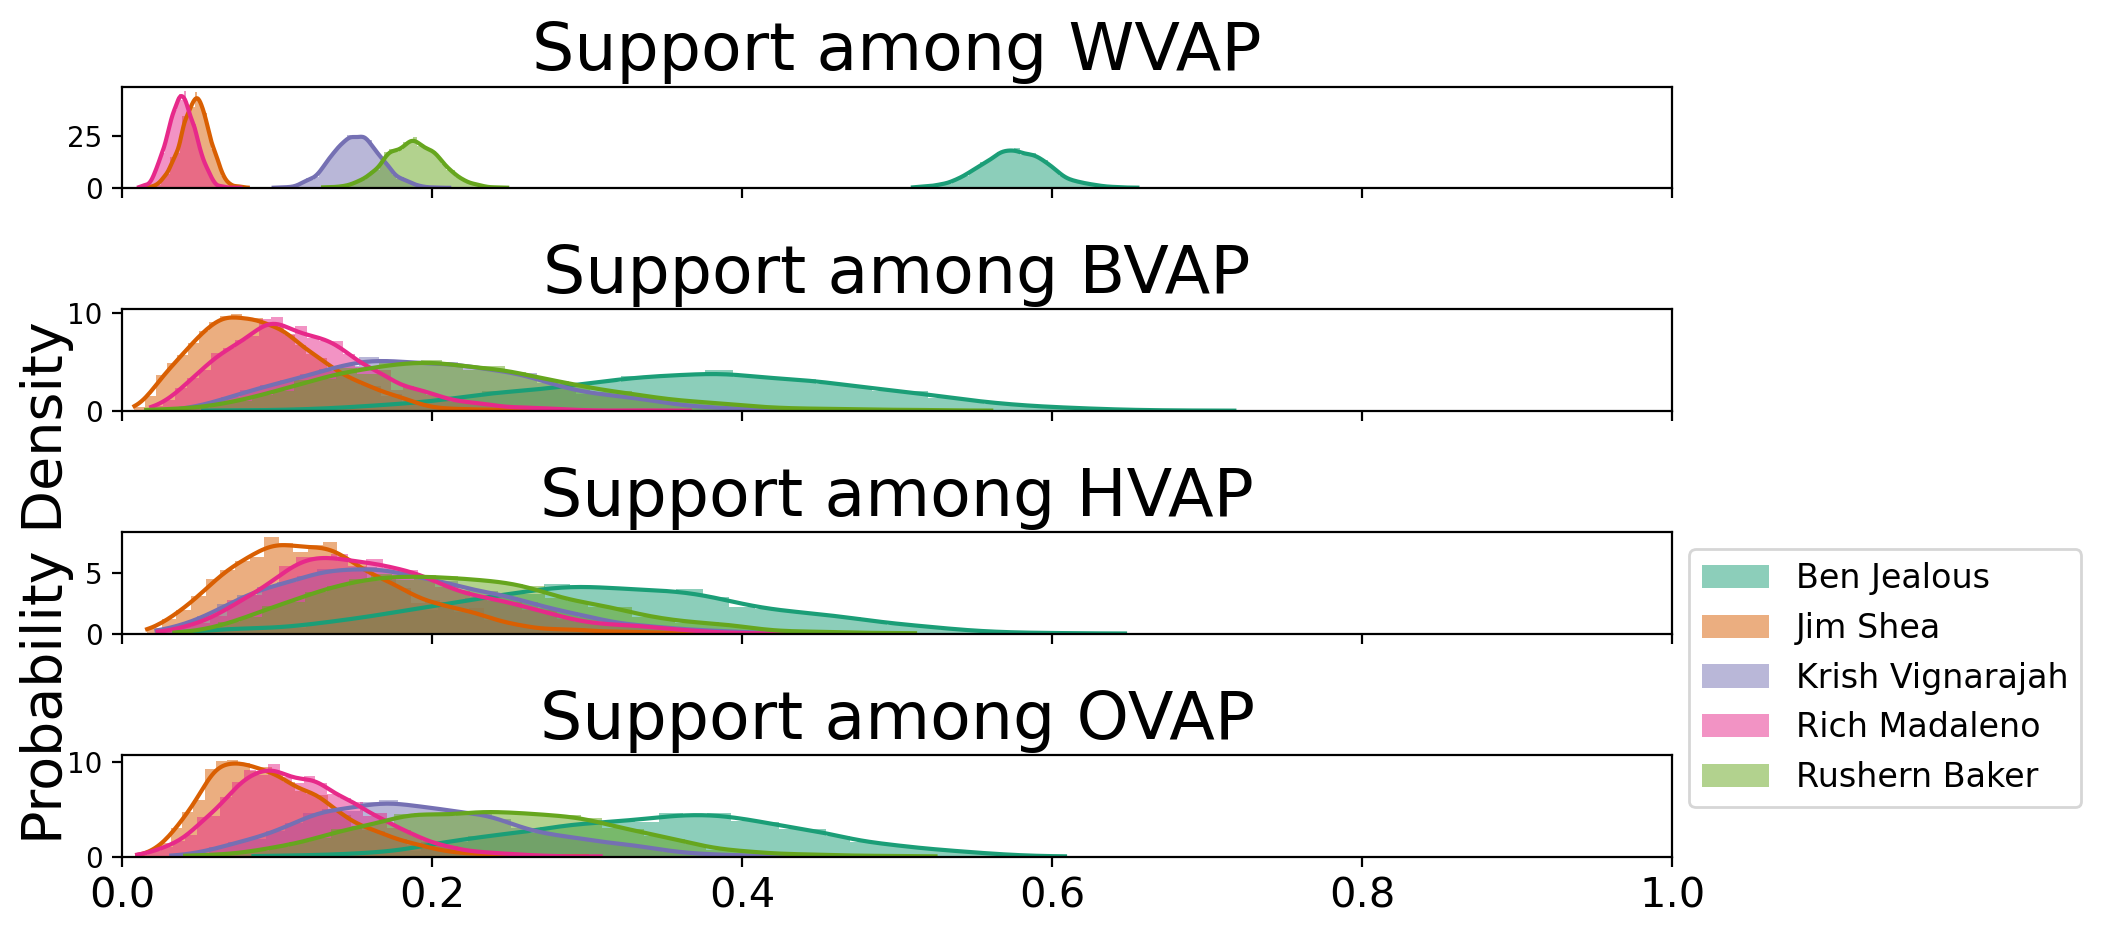 Support among WVAP
25
0
Support among BVAP
10
0
Support among HVAP
5
0
Support among OVAP
10
0
0.0 0.2 0.4 0.6 0.8 1.0
Probability Density
Ben Jealous
Jim Shea
Krish Vignarajah
Rich Madaleno
Rushern Baker